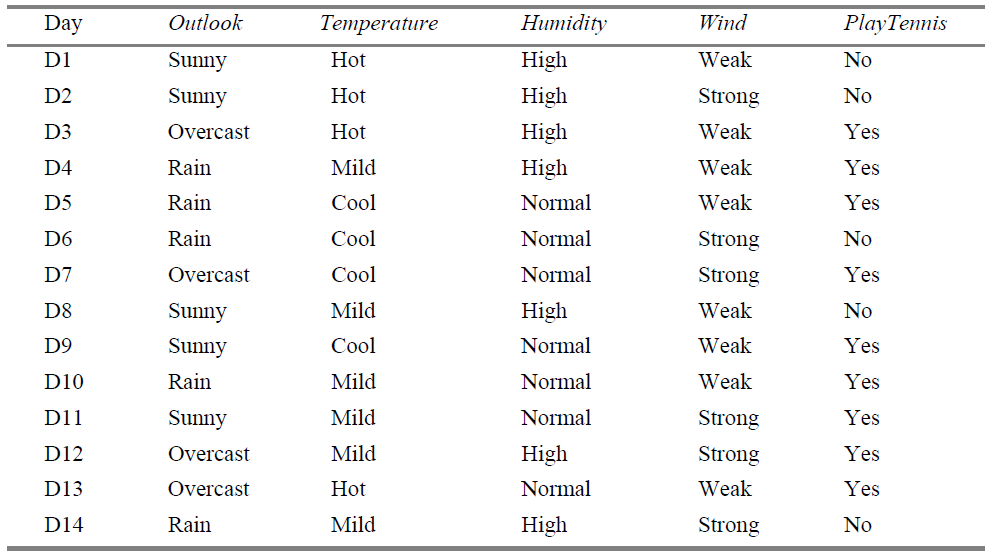 Day Outlook Temperature Humidity Wind PlayTennis
D1 Sunny Hot High Weak No
D2 Sunny Hot High Strong No
D3 Overcast Hot High Weak Yes
D4 Rain Mild High Weak Yes
D5 Rain Cool Normal Weak Yes
D6 Rain Cool Normal Strong No
D7 Overcast Cool Normal Strong Yes
D8 Sunny Mild High Weak No
D9 Sunny Cool Normal Weak Yes
D10 Rain Mild Normal Weak Yes
D11 Sunny Mild Normal Strong Yes
D12 Overcast Mild High Strong Yes
D13 Overcast Hot Normal Weak Yes
D14 Rain Mild High Strong No